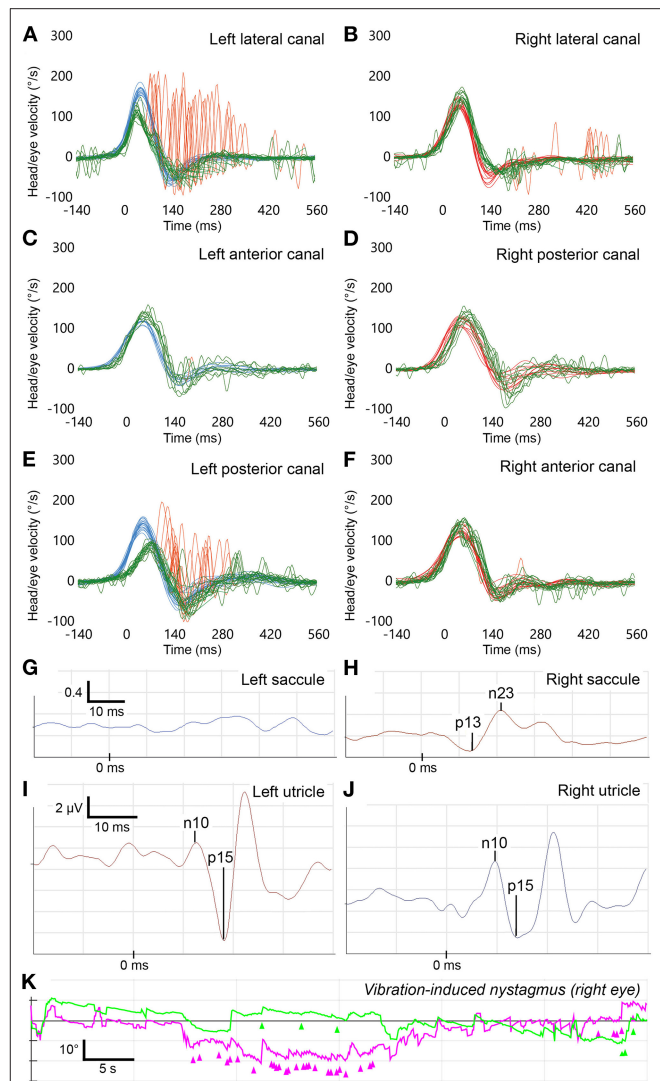 A
Left lateral canal
300
200
100
0
-100
Head/eye velocity (°/s)
-140 0 140 280 420 560
Time (ms)
B
Right lateral canal
300
200
100
0
-100
Head/eye velocity (°/s)
-140 0 140 280 420 560
Time (ms)
C
Left anterior canal
300
200
100
0
-100
Head/eye velocity (°/s)
-140 0 140 280 420 560
Time (ms)
D
Right posterior canal
300
200
100
0
-100
Head/eye velocity (°/s)
-140 0 140 280 420 560
Time (ms)
E
Left posterior canal
300
200
100
0
-100
Head/eye velocity (°/s)
-140 0 140 280 420 560
Time (ms)
F
Right anterior canal
300
200
100
0
-100
Head/eye velocity (°/s)
-140 0 140 280 420 560
Time (ms)
G
Left saccule
0.4
10 ms
0 ms
H
Right saccule
n23
p13
0 ms
I
Left utricle
2 µV
10 ms
n10
p15
0 ms
J
Right utricle
n10
p15
0 ms
K
Vibration-induced nystagmus (right eye)
10°
5 s